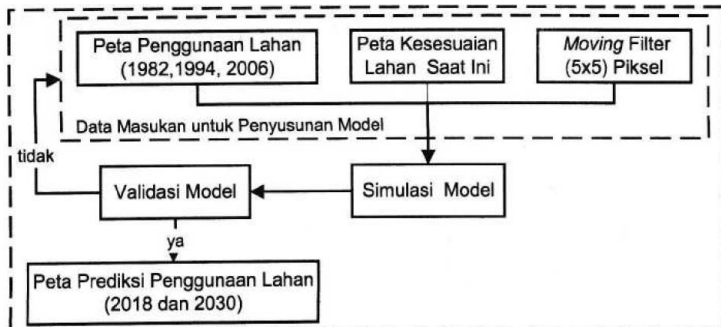 Peta Penggunaan Lahan
(1982,1994, 2006)
Peta Kesesuaian
Lahan Saat Ini
Moving Filter
(5x5) Piksel
Data Masukan untuk Penyusunan Model
tidak
Validasi Model
Simulasi Model
ya
Peta Prediksi Penggunaan Lahan
(2018 dan 2030)